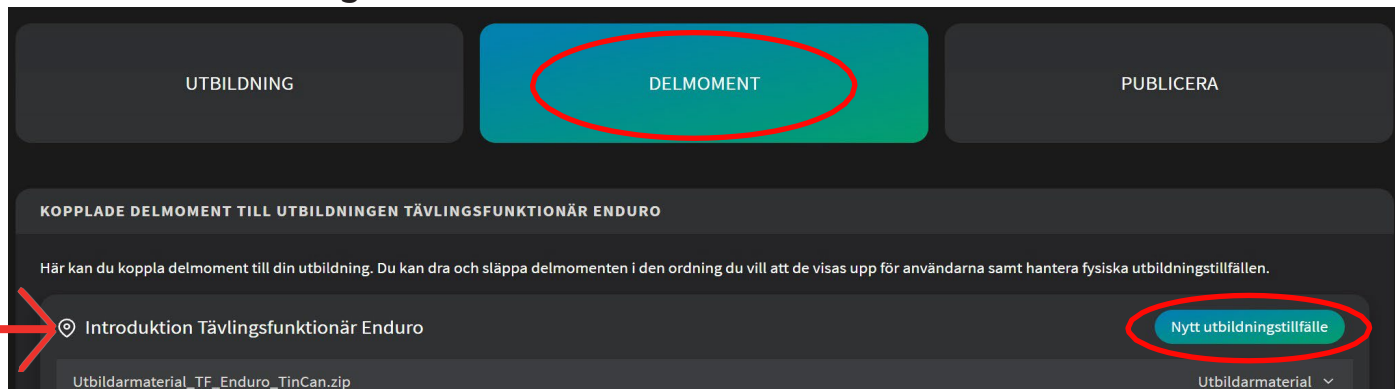 UTBILDNING
DELMOMENT
PUBLICERA
KOPPLADE DELMOMENT TILL UTBILDNINGEN TÄVLINGSFUNKTIONÄR ENDURO
Här kan du koppla delmoment till din utbildning. Du kan dra och släppa delmomenten i den ordning du vill att de visas upp för användarna samt hantera fysiska utbildningstillfällen.
Introduktion Tävlingsfunktionär Enduro
Nytt utbildningstillfälle
Utbildarmaterial_TF_Enduro_TinCan.zip
Utbildarmaterial